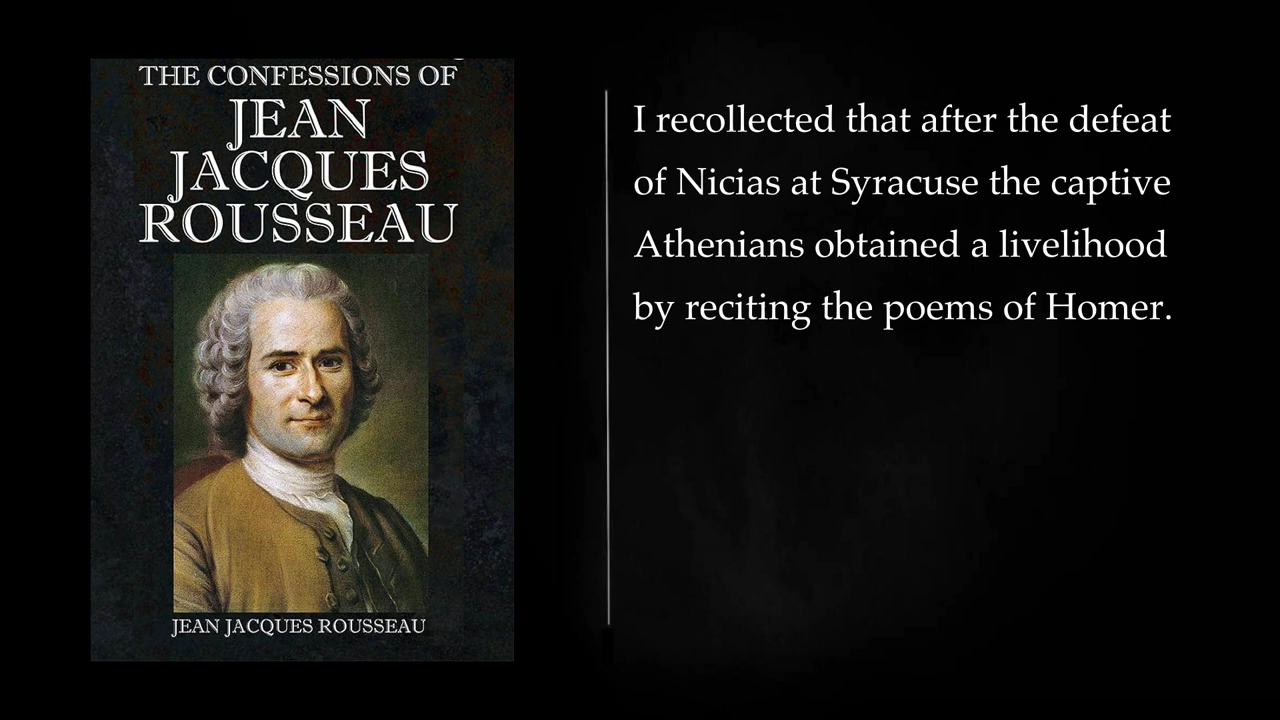 THE CONFESSIONS OF
JEAN
JACQUES
ROUSSEAU
JEAN JACQUES ROUSSEAU
I recollected that after the defeat
of Nicias at Syracuse the captive
Athenians obtained a livelihood
by reciting the poems of Homer.